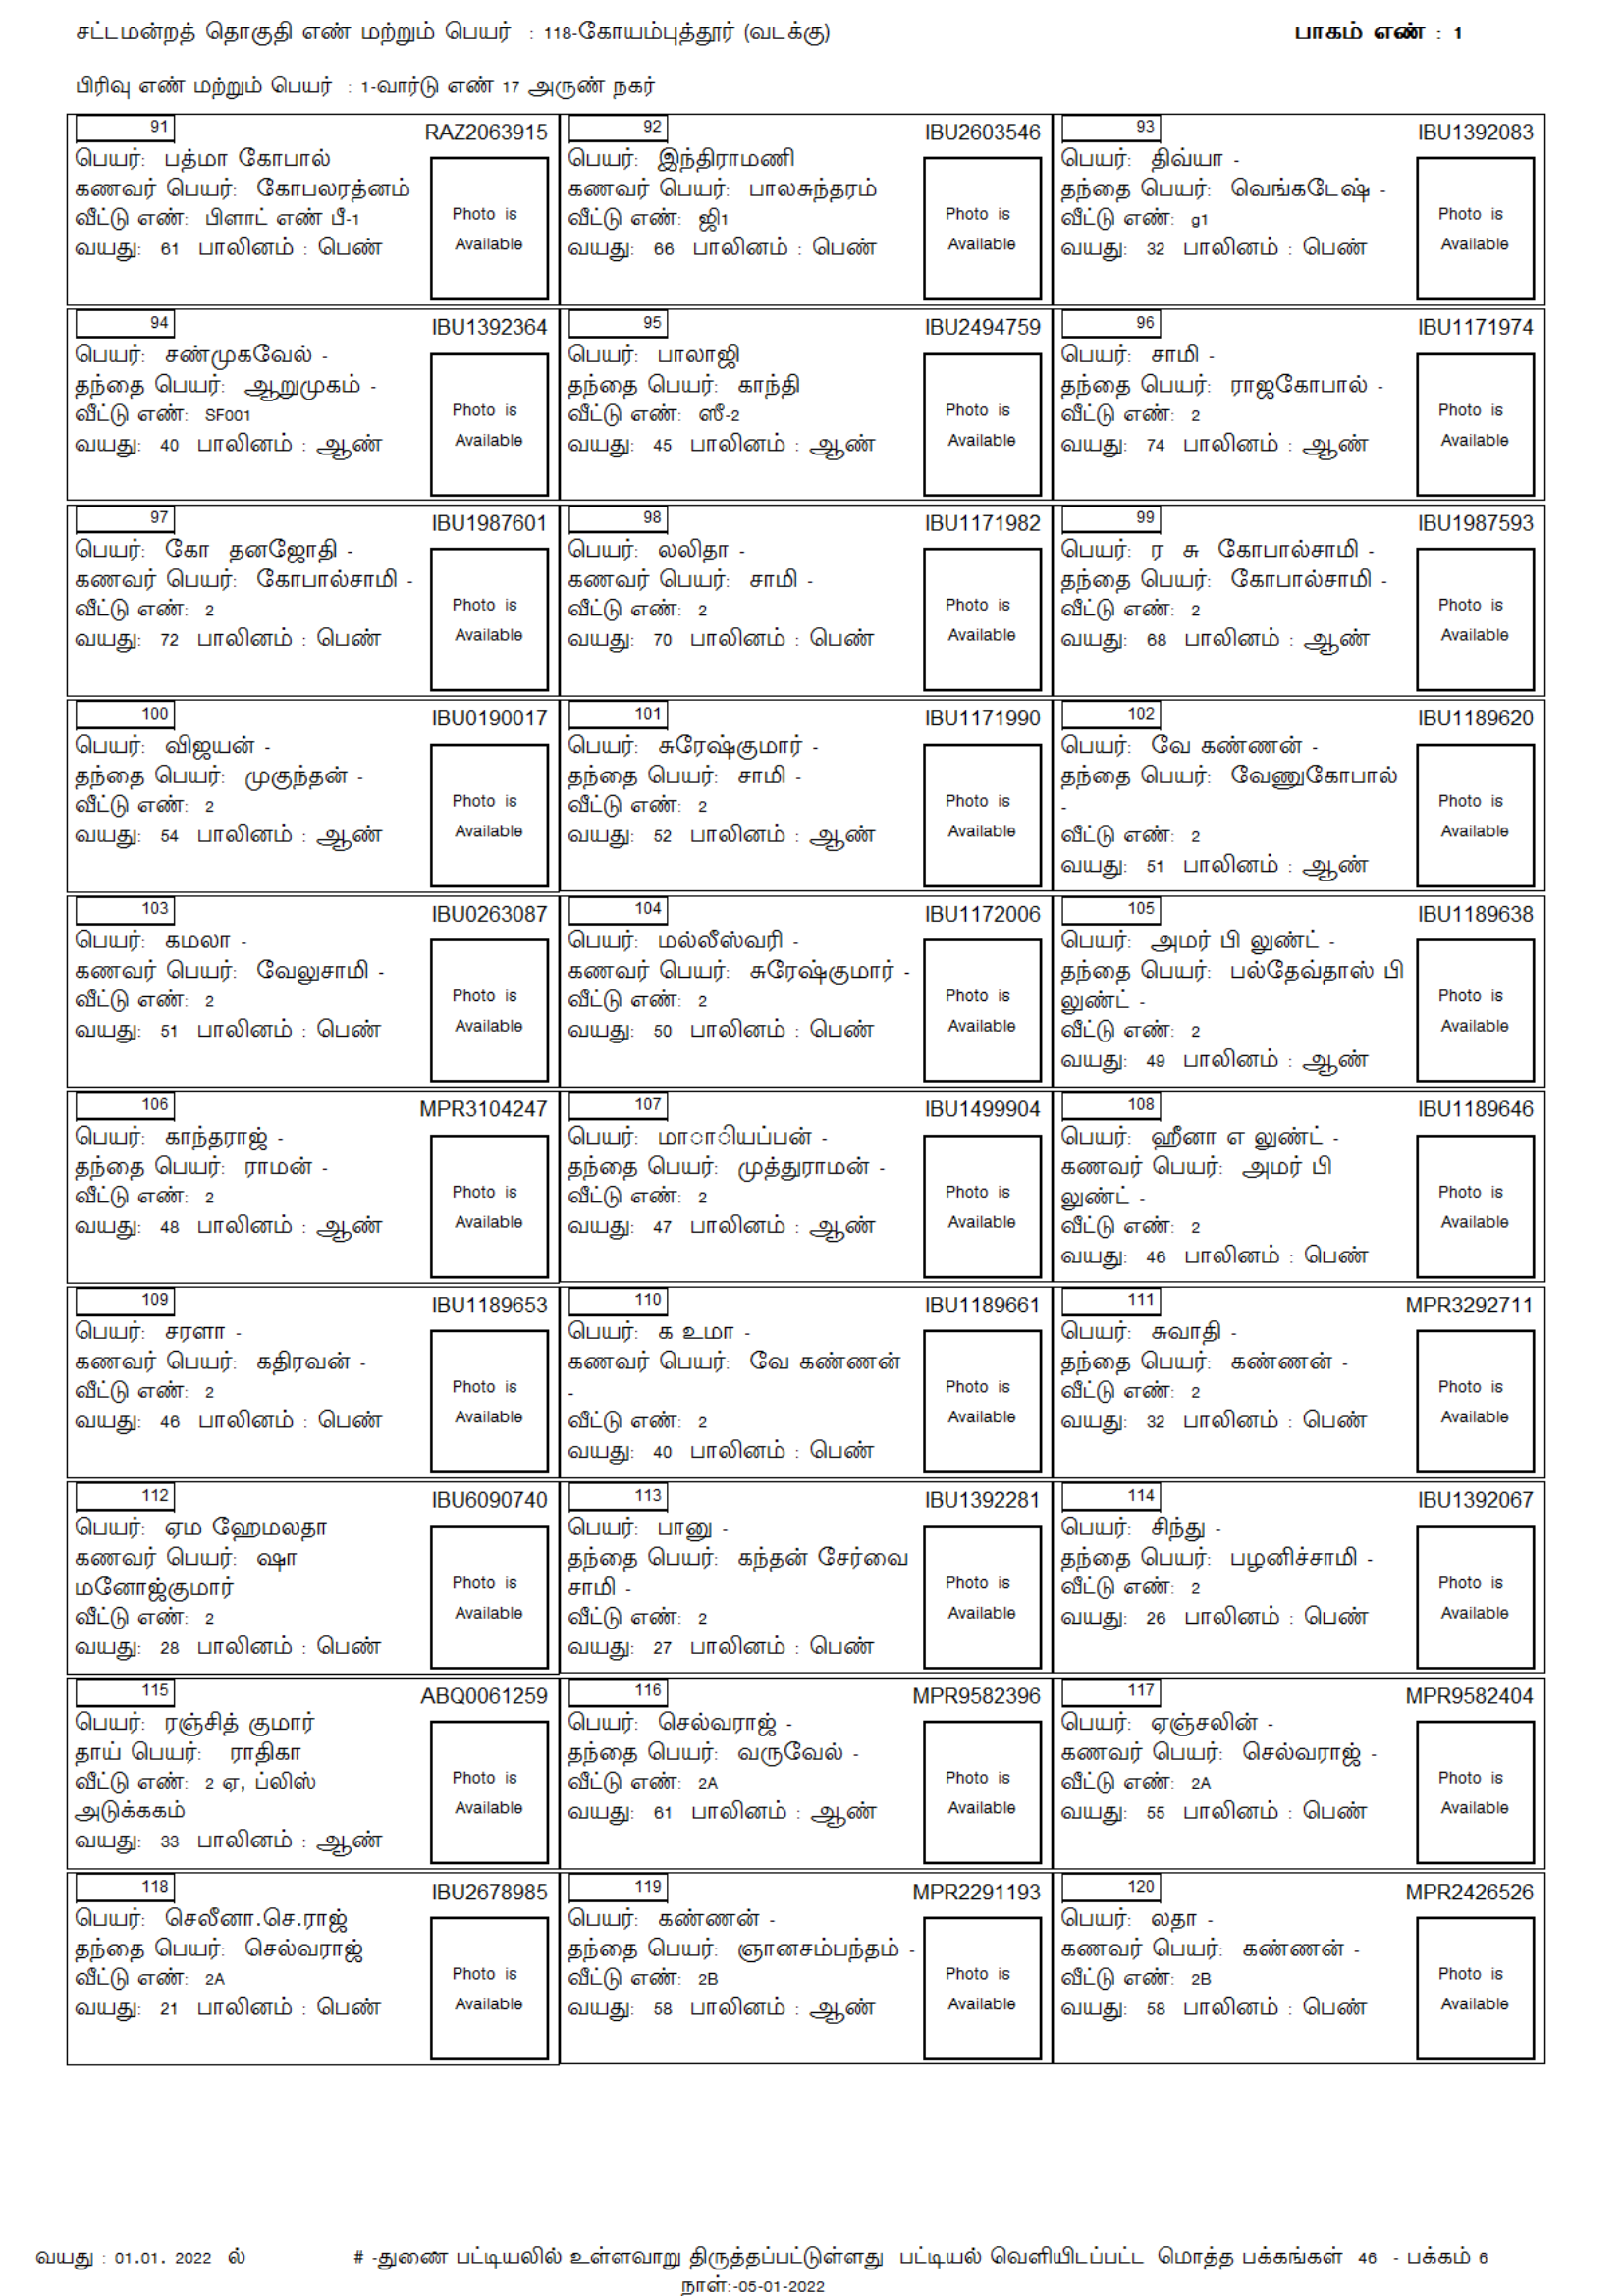 சட்டமன்றத் தொகுதி எண் மற்றும் பெயர் : 118-கோயம்புத்தூர் (வடக்கு)
பாகம் எண் : 1
பிரிவு எண் மற்றும் பெயர் : 1-வார்டு எண் 17 அருண் நகர்
91 RAZ2063915
பெயர்: பத்மா கோபால்
கணவர் பெயர்: கோபலரத்னம்
வீட்டு எண்: பிளாட் எண் பீ-1
வயது: 61 பாலினம் : பெண்
Photo is
Available
92 IBU2603546
பெயர்: இந்திராமணி
கணவர் பெயர்: பாலசுந்தரம்
வீட்டு எண்: ஜி1
வயது: 66 பாலினம் : பெண்
Photo is
Available
93 IBU1392083
பெயர்: திவ்யா -
தந்தை பெயர்: வெங்கடேஷ் -
வீட்டு எண்: g1
வயது: 32 பாலினம் : பெண்
Photo is
Available
94 IBU1392364
பெயர்: சண்முகவேல் -
தந்தை பெயர்: ஆறுமுகம் -
வீட்டு எண்: SF001
வயது: 40 பாலினம் : ஆண்
Photo is
Available
95 IBU2494759
பெயர்: பாலாஜி
தந்தை பெயர்: காந்தி
வீட்டு எண்: ஸீ-2
வயது: 45 பாலினம் : ஆண்
Photo is
Available
96 IBU1171974
பெயர்: சாமி -
தந்தை பெயர்: ராஜகோபால் -
வீட்டு எண்: 2
வயது: 74 பாலினம் : ஆண்
Photo is
Available
97 IBU1987601
பெயர்: கோ தனஜோதி -
கணவர் பெயர்: கோபால்சாமி -
வீட்டு எண்: 2
வயது: 72 பாலினம் : பெண்
Photo is
Available
98 IBU1171982
பெயர்: லலிதா -
கணவர் பெயர்: சாமி -
வீட்டு எண்: 2
வயது: 70 பாலினம் : பெண்
Photo is
Available
99 IBU1987593
பெயர்: ர சு கோபால்சாமி -
தந்தை பெயர்: கோபால்சாமி -
வீட்டு எண்: 2
வயது: 68 பாலினம் : ஆண்
Photo is
Available
100 IBU0190017
பெயர்: விஜயன் -
தந்தை பெயர்: முகுந்தன் -
வீட்டு எண்: 2
வயது: 54 பாலினம் : ஆண்
Photo is
Available
101 IBU1171990
பெயர்: சுரேஷ்குமார் -
தந்தை பெயர்: சாமி -
வீட்டு எண்: 2
வயது: 52 பாலினம் : ஆண்
Photo is
Available
102 IBU1189620
பெயர்: வே கண்ணன் -
தந்தை பெயர்: வேணுகோபால்
-
வீட்டு எண்: 2
வயது: 51 பாலினம் : ஆண்
Photo is
Available
103 IBU0263087
பெயர்: கமலா -
கணவர் பெயர்: வேலுசாமி -
வீட்டு எண்: 2
வயது: 51 பாலினம் : பெண்
Photo is
Available
104 IBU1172006
பெயர்: மல்லீஸ்வரி -
கணவர் பெயர்: சுரேஷ்குமார் -
வீட்டு எண்: 2
வயது: 50 பாலினம் : பெண்
Photo is
Available
105 IBU1189638
பெயர்: அமர் பி லுண்ட் -
தந்தை பெயர்: பல்தேவ்தாஸ் பி
லுண்ட் -
வீட்டு எண்: 2
வயது: 49 பாலினம் : ஆண்
Photo is
Available
106 MPR3104247
பெயர்: காந்தராஜ் -
தந்தை பெயர்: ராமன் -
வீட்டு எண்: 2
வயது: 48 பாலினம் : ஆண்
Photo is
Available
107 IBU1499904
பெயர்: மாாியப்பன் -
தந்தை பெயர்: முத்துராமன் -
வீட்டு எண்: 2
வயது: 47 பாலினம் : ஆண்
Photo is
Available
108 IBU1189646
பெயர்: ஹீனா எ லுண்ட் -
கணவர் பெயர்: அமர் பி
லுண்ட் -
வீட்டு எண்: 2
வயது: 46 பாலினம் : பெண்
Photo is
Available
109 IBU1189653
பெயர்: சரளா -
கணவர் பெயர்: கதிரவன் -
வீட்டு எண்: 2
வயது: 46 பாலினம் : பெண்
Photo is
Available
110 IBU1189661
பெயர்: க உமா -
கணவர் பெயர்: வே கண்ணன்
-
வீட்டு எண்: 2
வயது: 40 பாலினம் : பெண்
Photo is
Available
111 MPR3292711
பெயர்: சுவாதி -
தந்தை பெயர்: கண்ணன் -
வீட்டு எண்: 2
வயது: 32 பாலினம் : பெண்
Photo is
Available
112 IBU6090740
பெயர்: ஏம ஹேமலதா
கணவர் பெயர்: ஷா
மனோஜ்குமார்
வீட்டு எண்: 2
வயது: 28 பாலினம் : பெண்
Photo is
Available
113 IBU1392281
பெயர்: பானு -
தந்தை பெயர்: கந்தன் சேர்வை
சாமி -
வீட்டு எண்: 2
வயது: 27 பாலினம் : பெண்
Photo is
Available
114 IBU1392067
பெயர்: சிந்து -
தந்தை பெயர்: பழனிச்சாமி -
வீட்டு எண்: 2
வயது: 26 பாலினம் : பெண்
Photo is
Available
115 ABQ0061259
பெயர்: ரஞ்சித் குமார்
தாய் பெயர்: ராதிகா
வீட்டு எண்: 2 ஏ, ப்லிஸ்
அடுக்ககம்
வயது: 33 பாலினம் : ஆண்
Photo is
Available
116 MPR9582396
பெயர்: செல்வராஜ் -
தந்தை பெயர்: வருவேல் -
வீட்டு எண்: 2A
வயது: 61 பாலினம் : ஆண்
Photo is
Available
117 MPR9582404
பெயர்: ஏஞ்சலின் -
கணவர் பெயர்: செல்வராஜ் -
வீட்டு எண்: 2A
வயது: 55 பாலினம் : பெண்
Photo is
Available
118 IBU2678985
பெயர்: செலீனா.செ.ராஜ்
தந்தை பெயர்: செல்வராஜ்
வீட்டு எண்: 2A
வயது: 21 பாலினம் : பெண்
Photo is
Available
119 MPR2291193
பெயர்: கண்ணன் -
தந்தை பெயர்: ஞானசம்பந்தம் -
வீட்டு எண்: 2B
வயது: 58 பாலினம் : ஆண்
Photo is
Available
120 MPR2426526
பெயர்: லதா -
கணவர் பெயர்: கண்ணன் -
வீட்டு எண்: 2B
வயது: 58 பாலினம் : பெண்
Photo is
Available
வயது : 01.01. 2022 ல் # -துணை பட்டியலில் உள்ளவாறு திருத்தப்பட்டுள்ளது பட்டியல் வெளியிடப்பட்ட மொத்த பக்கங்கள் 46 - பக்கம் 6
நாள்:-05-01-2022